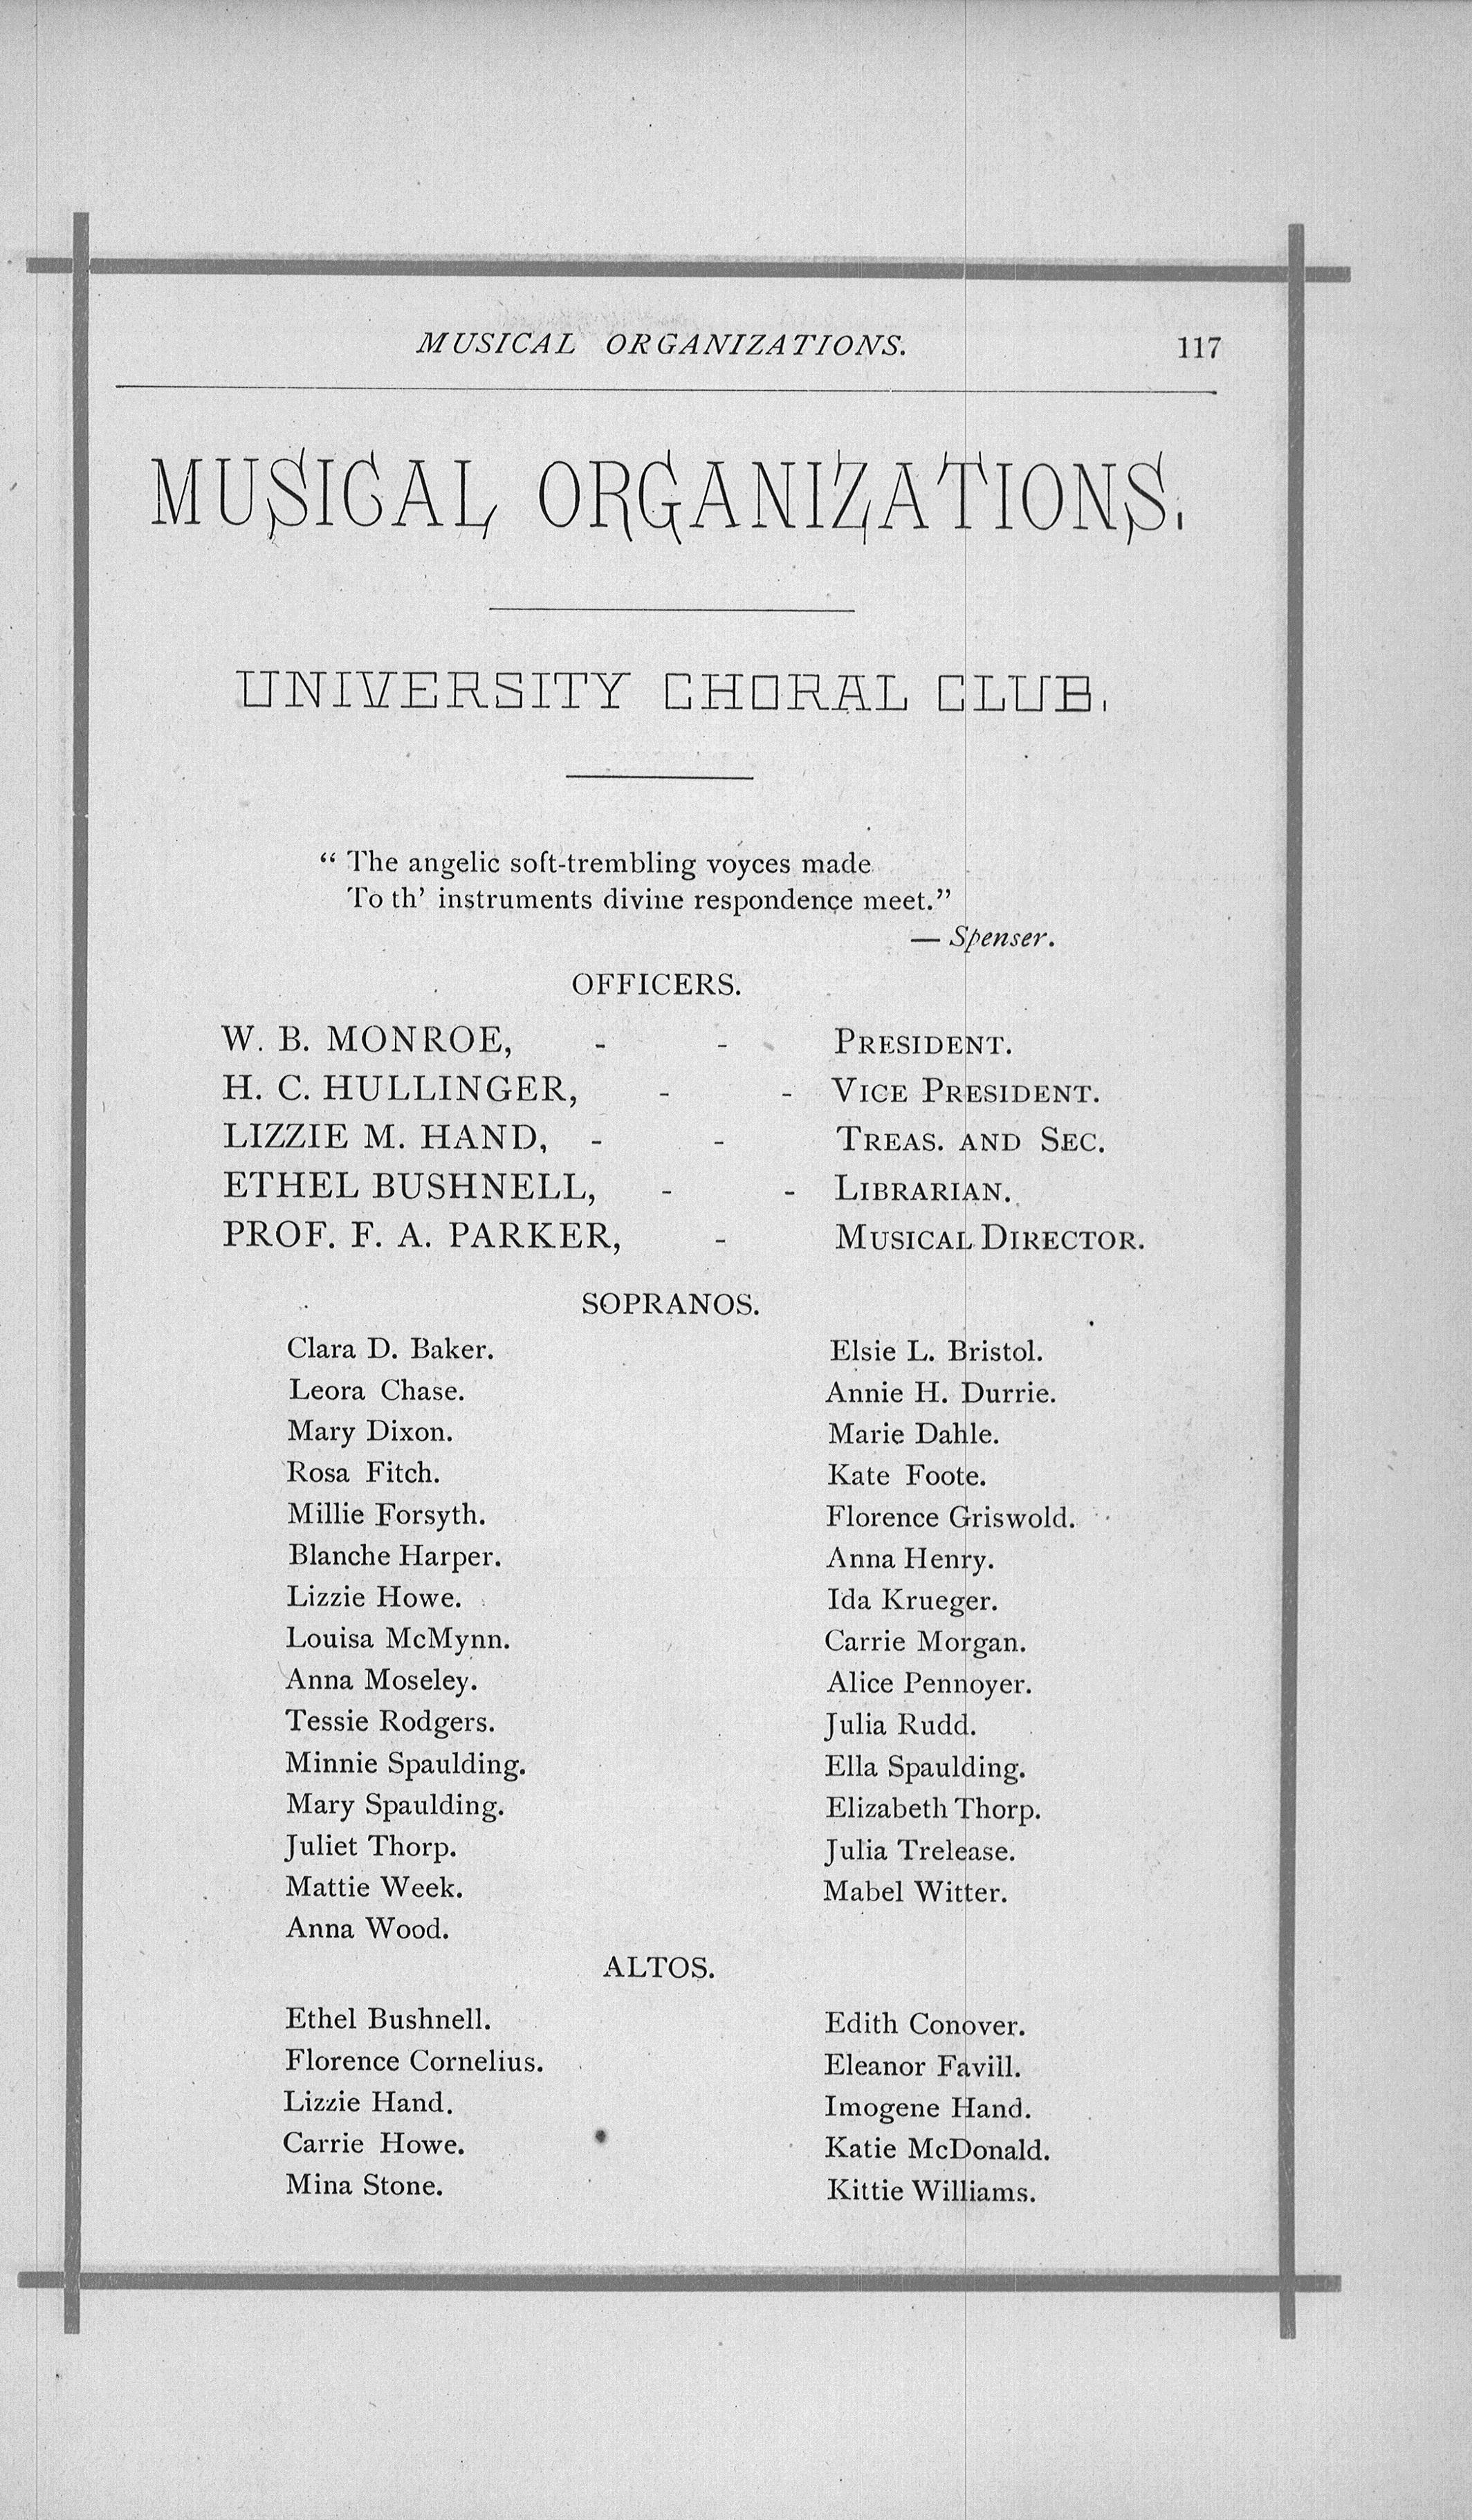 MUSICAL ORGANIZATIONS. 117
MUSICAL ORGANIZATIONS.
UNIVERSITY CHORAL CLUB.
“ The angelic soft-trembling voyces made
To th’ instruments divine respondence meet.”
— Spenser.
OFFICERS.
W. B. MONROE, - - PRESIDENT.
H. C. HULLINGER, - - VICE PRESIDENT.
LIZZIE M. HAND, - - TREAS. AND SEC.
ETHEL BUSHNELL, - - LIBRARIAN.
PROF. F. A. PARKER, - MUSICAL DIRECTOR.
SOPRANOS.
Clara D. Baker. Elsie L. Bristol.
Leora Chase. Annie H. Durrie.
Mary Dixon. Marie Dahle.
Rosa Fitch. Kate Foote.
Millie Forsyth. Florence Griswold.
Blanche Harper. Anna Henry.
Lizzie Howe. Ida Krueger.
Louisa McMynn. Carrie Morgan.
Anna Moseley. Alice Pennoyer.
Tessie Rodgers. Julia Rudd.
Minnie Spaulding. Ella Spaulding.
Mary Spaulding. Elizabeth Thorp.
Juliet Thorp. Julia Trelease.
Mattie Week. Mabel Witter.
Anna Wood.
ALTOS.
Ethel Bushnell. Edith Conover.
Florence Cornelius. Eleanor Favill.
Lizzie Hand. Imogene Hand.
Carrie Howe. Katie McDonald.
Mina Stone. Kittie Williams.